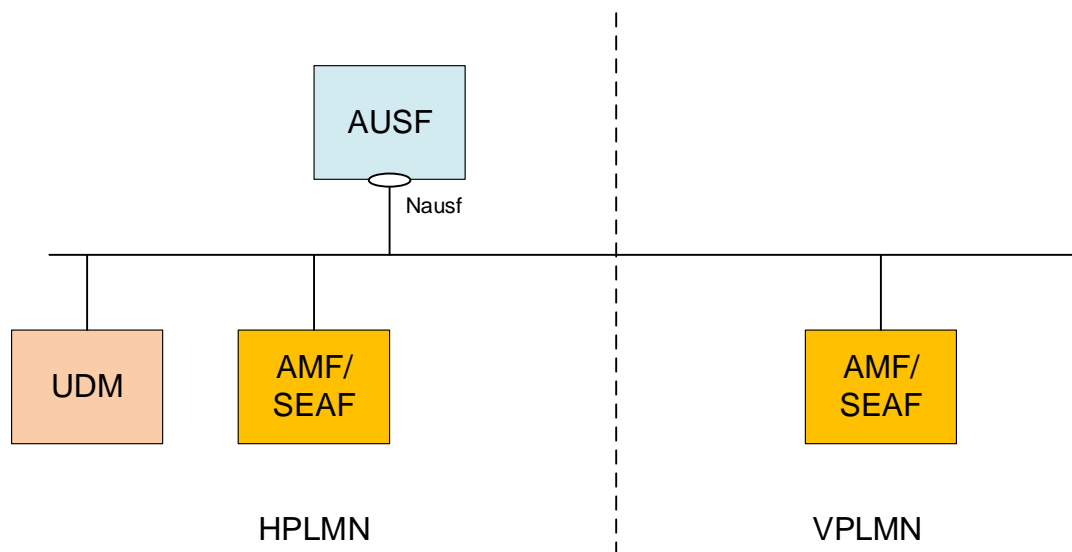 AUSF
Nausf
UDM
AMF/
SEAF
AMF/
SEAF
HPLMN
VPLMN